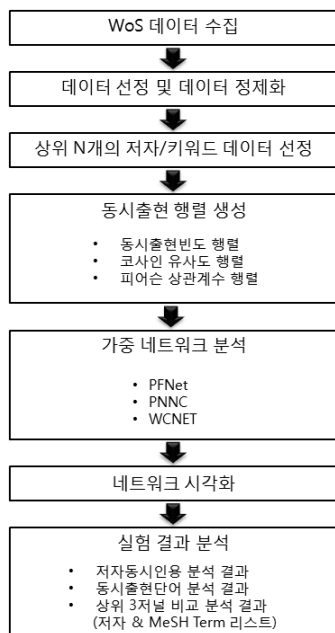 WoS 데이터 수집
데이터 선정 및 데이터 정제화
상위 N개의 저자/키워드 데이터 선정
동시출현 행렬 생성
• 동시출현빈도 행렬
• 코사인 유사도 행렬
• 피어슨 상관계수 행렬
가중 네트워크 분석
• PFNet
• PNNC
• WCNET
네트워크 시각화
실험 결과 분석
• 저자동시인용 분석 결과
• 동시출현단어 분석 결과
• 상위 3저널 비교 분석 결과
(저자 & MeSH Term 리스트)